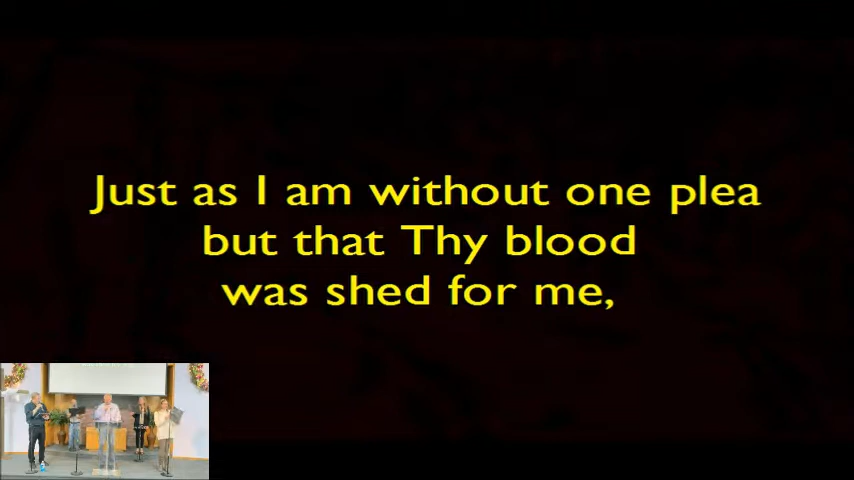 Just as I am without one plea
but that Thy blood
was shed for me,